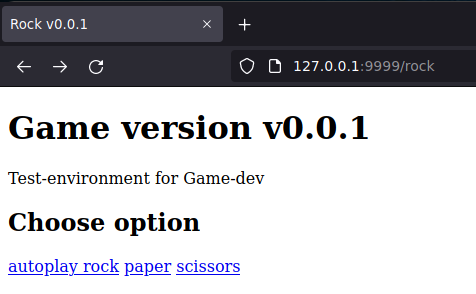 Rock v0.0.1
127.0.0.1:9999/rock
Game version v0.0.1
Test-environment for Game-dev
Choose option
autoplay rock paper scissors